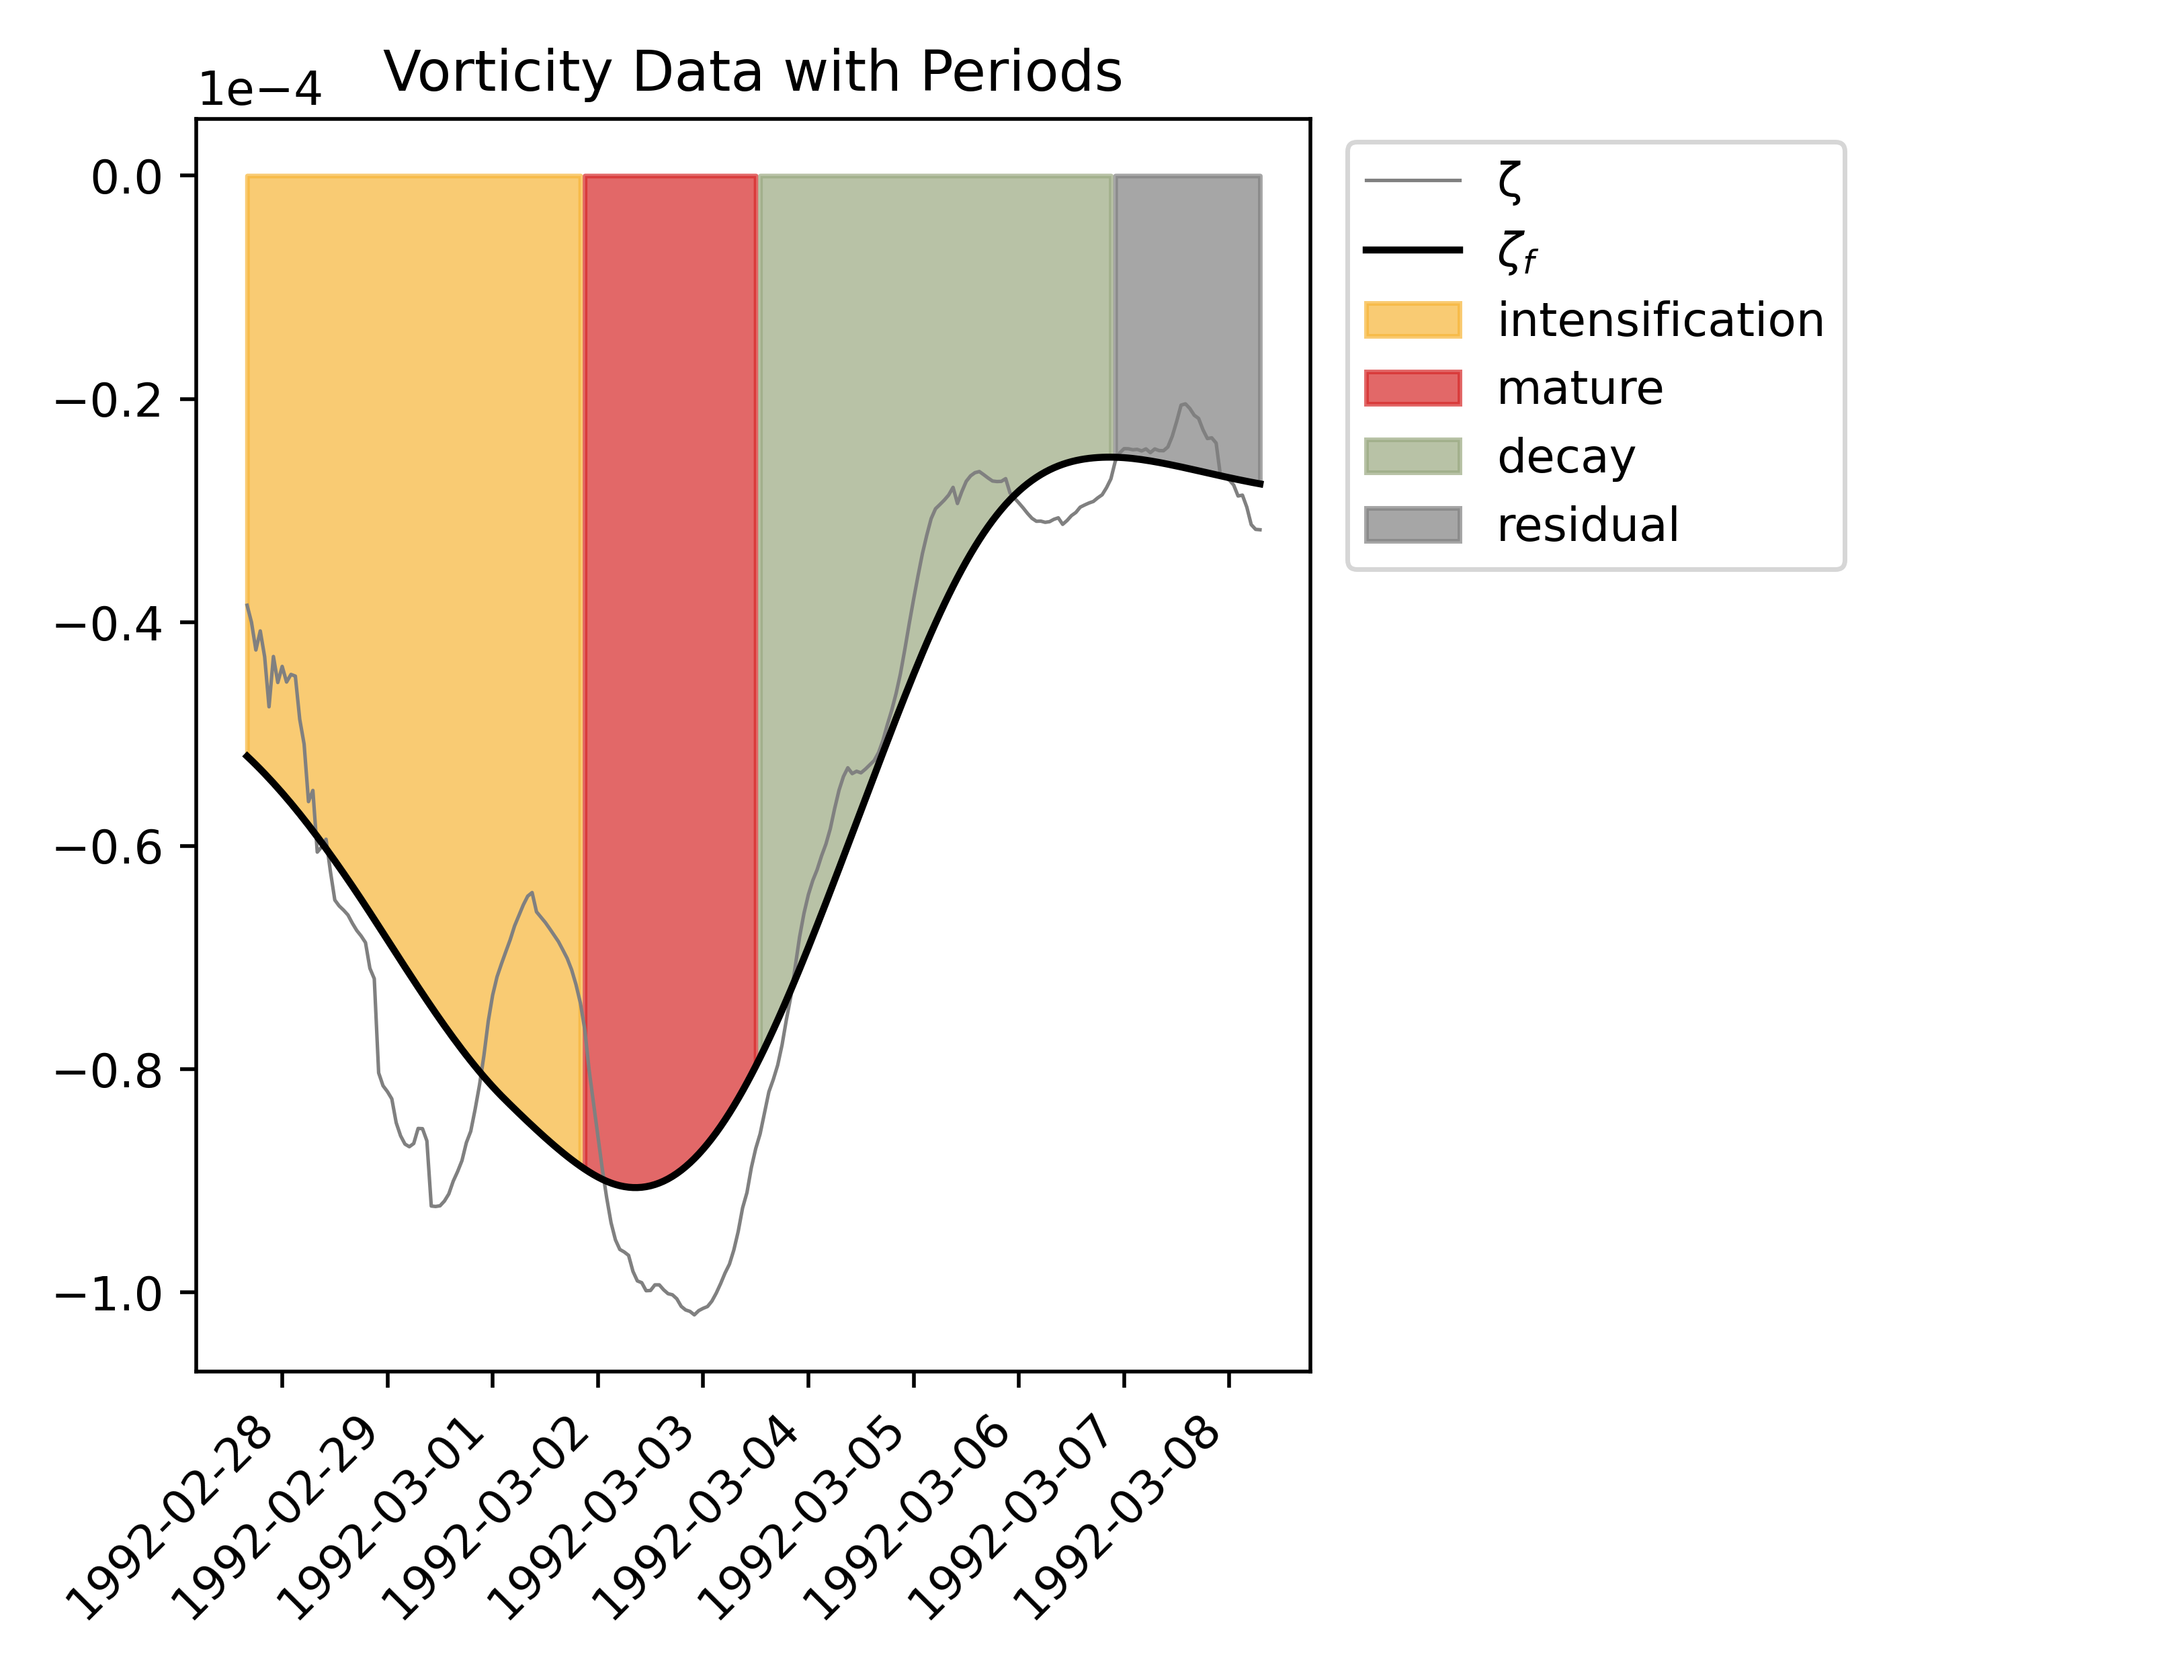 Vorticity Data with Periods
1e−4
0.0
−0.2
−0.4
−0.6
−0.8
−1.0
1992-02-28
1992-02-29
1992-03-01
1992-03-02
1992-03-03
1992-03-04
1992-03-05
1992-03-06
1992-03-07
1992-03-08
ζ
ζf
intensification
mature
decay
residual